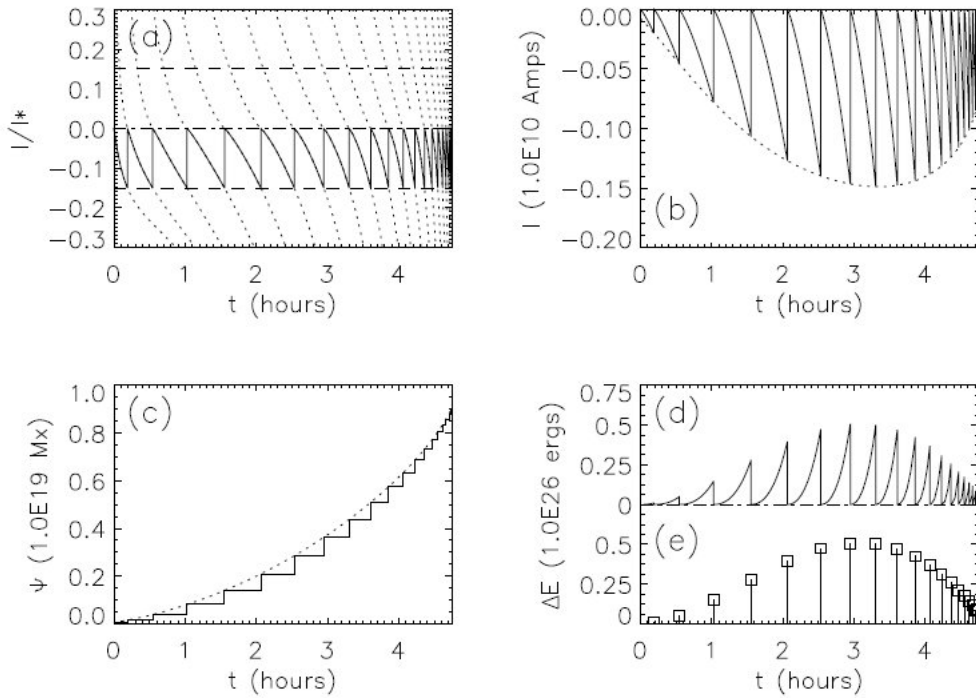 (a)
0.3
0.2
0.1
0.0
−0.1
−0.2
−0.3
I/I*
0 1 2 3 4
t (hours)
(b)
0.00
−0.05
−0.10
−0.15
−0.20
I (1.0E10 Amps)
0 1 2 3 4
t (hours)
(c)
1.0
0.8
0.6
0.4
0.2
0.0
Ψ (1.0E19 Mx)
0 1 2 3 4
t (hours)
(d)
0.75
0.5
0.25
0
(e)
0.5
0.25
0
ΔE (1.0E26 ergs)
0 1 2 3 4
t (hours)